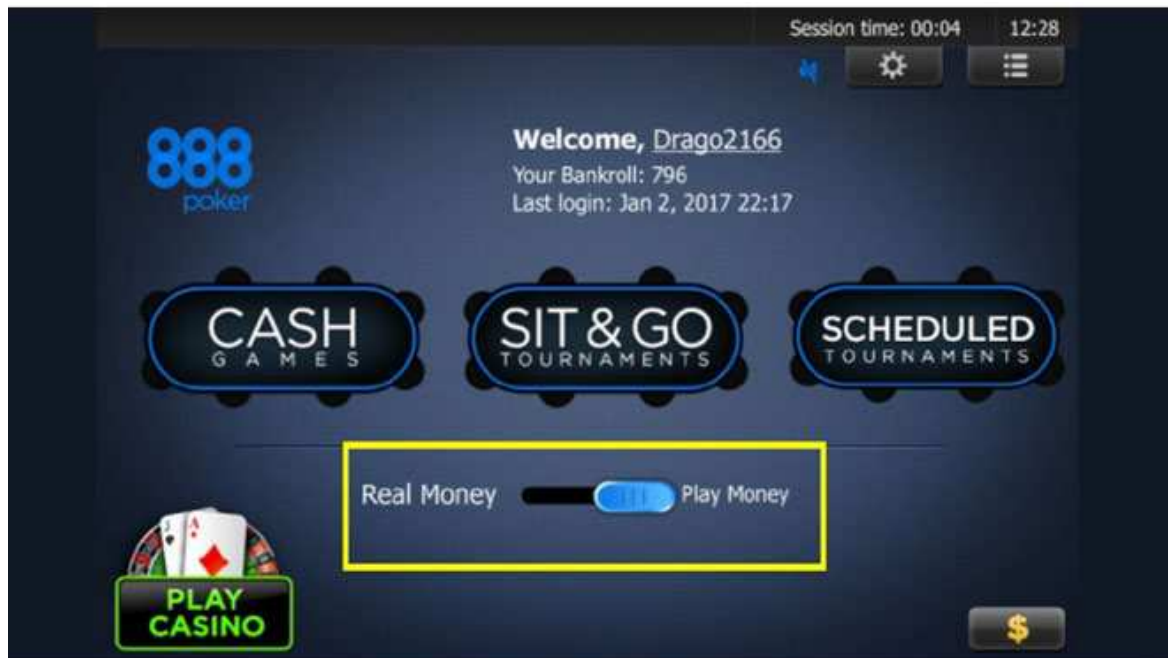 Session time: 00:04 12:28
888
poker
Welcome, Drago2166
Your Bankroll: 796
Last login: Jan 2, 2017 22:17
CASH
GAMES
SIT & GO
TOURNAMENTS
SCHEDULED
TOURNAMENTS
Real Money
Play Money
J A
PLAY
CASINO
$